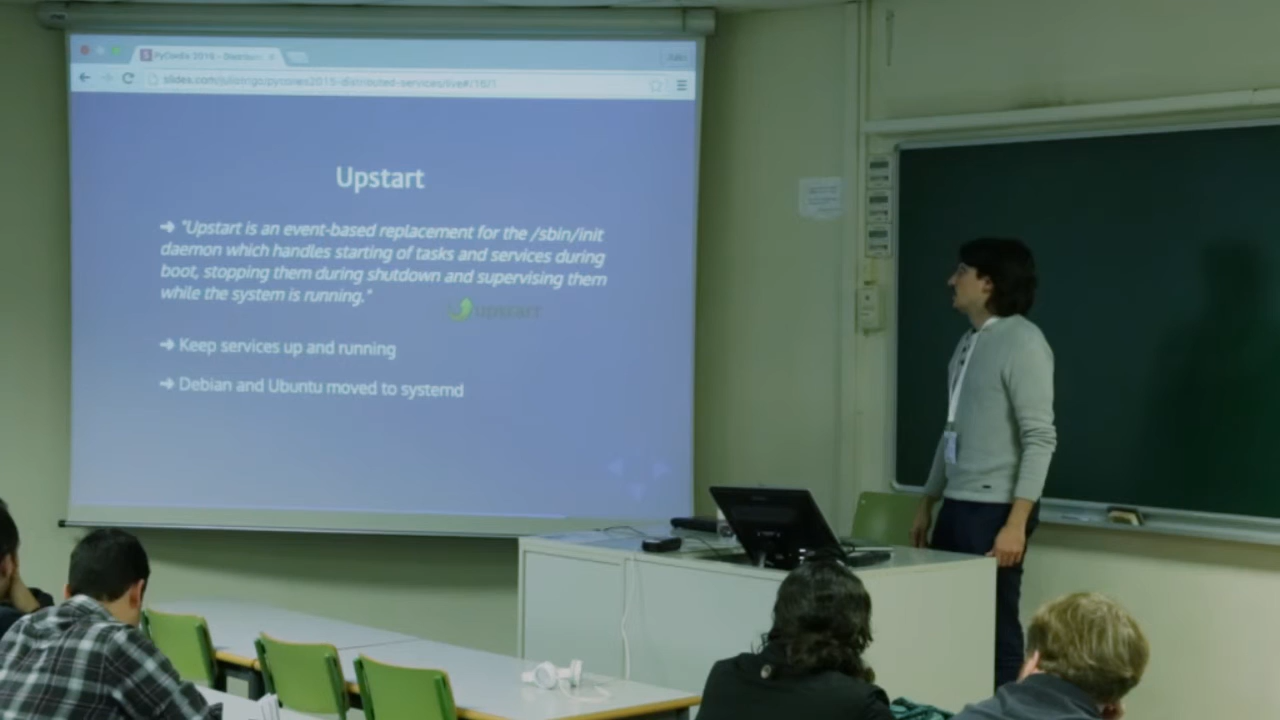 slides.com/
Upstart
➔ "Upstart is an event-based replacement for the /sbin/init
daemon which handles starting of tasks and services during
boot, stopping them during shutdown and supervising them
while the system is running."
upstart
➔ Keep services up and running
➔ Debian and Ubuntu moved to systemd